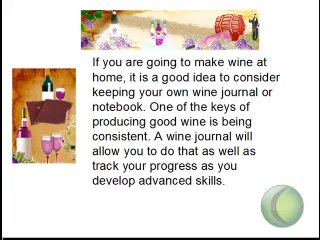 If you are going to make wine at
home, it is a good idea to consider
keeping your own wine journal or
notebook. One of the keys of
producing good wine is being
consistent. A wine journal will
allow you to do that as well as
track your progress as you
develop advanced skills.